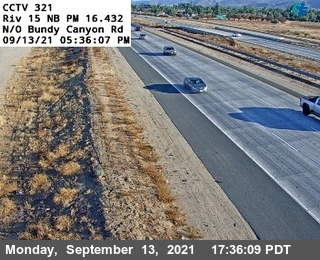 CCTV 321
Riv 15 NB PM 16.432
N/O Bundy Canyon Rd
09/13/21 05:36:07 PM
Monday, September 13, 2021 17:36:09 PDT